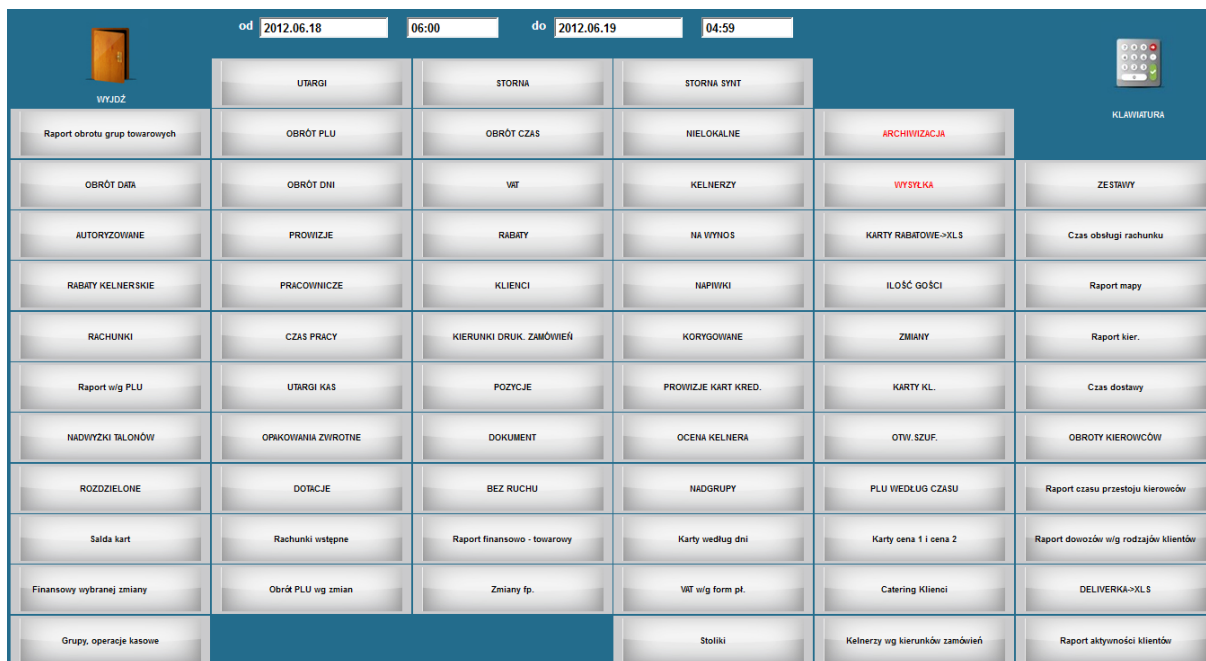 od 2012.06.18 06:00 do 2012.06.19 04:59
WYJDŹ
KLAWIATURA
UTARGI STORNA STORNA SYNT
Raport obrotu grup towarowych OBRÓT PLU OBRÓT CZAS NIELOKALNE ARCHIWIZACJA
OBRÓT DATA OBRÓT DNI VAT KELNERZY WYSYŁKA ZESTAWY
AUTORYZOWANE PROWIZJE RABATY NA WYNOS KARTY RABATOWE->XLS Czas obsługi rachunku
RABATY KELNERSKIE PRACOWNICZE KLIENCI NAPIWKI ILOŚĆ GOŚCI Raport mapy
RACHUNKI CZAS PRACY KIERUNKI DRUK. ZAMÓWIEŃ KORYGOWANE ZMIANY Raport kier.
Raport w/g PLU UTARGI KAS POZYCJE PROWIZJE KART KRED. KARTY KL. Czas dostawy
NADWYŻKI TALONÓW OPAKOWANIA ZWROTNE DOKUMENT OCENA KELNERA OTW.SZUF. OBROTY KIEROWCÓW
ROZDZIELONE DOTACJE BEZ RUCHU NADGRUPY PLU WEDŁUG CZASU Raport czasu przestoju kierowców
Salda kart Rachunki wstępne Raport finansowo - towarowy Karty według dni Karty cena 1 i cena 2 Raport dowozów w/g rodzajów klientów
Finansowy wybranej zmiany Obrót PLU wg zmian Zmiany fp. VAT w/g form pł. Catering Klienci DELIVERKA->XLS
Grupy, operacje kasowe Stoliki Kelnerzy wg kierunków zamówień Raport aktywności klientów